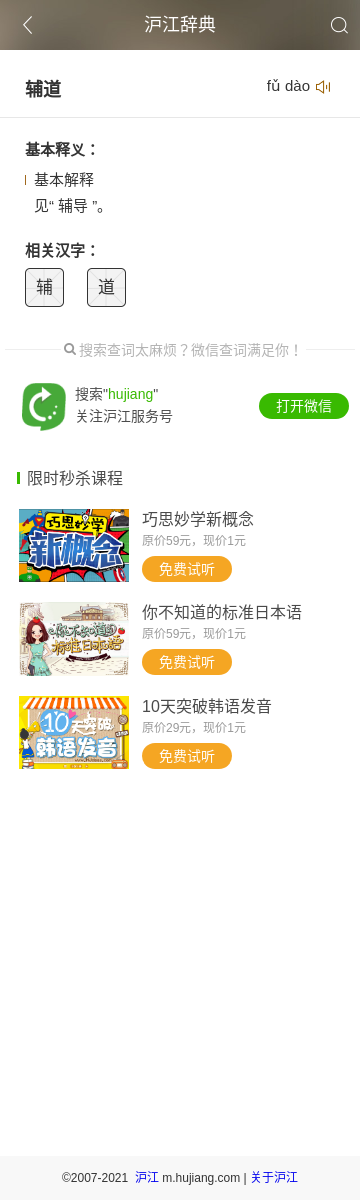 沪江辞典
辅道
fǔ dào
基本释义：
基本解释
见“ 辅导 ”。
相关汉字：
辅 道
搜索查词太麻烦？微信查词满足你！
搜索"hujiang"
关注沪江服务号
打开微信
限时秒杀课程
巧思妙学
新概念
巧思妙学新概念
原价59元，现价1元
免费试听
你不知道的
标准日本语
你不知道的标准日本语
原价59元，现价1元
免费试听
10天突破
韩语发音
10天突破韩语发音
原价29元，现价1元
免费试听
©2007-2021 沪江 m.hujiang.com | 关于沪江